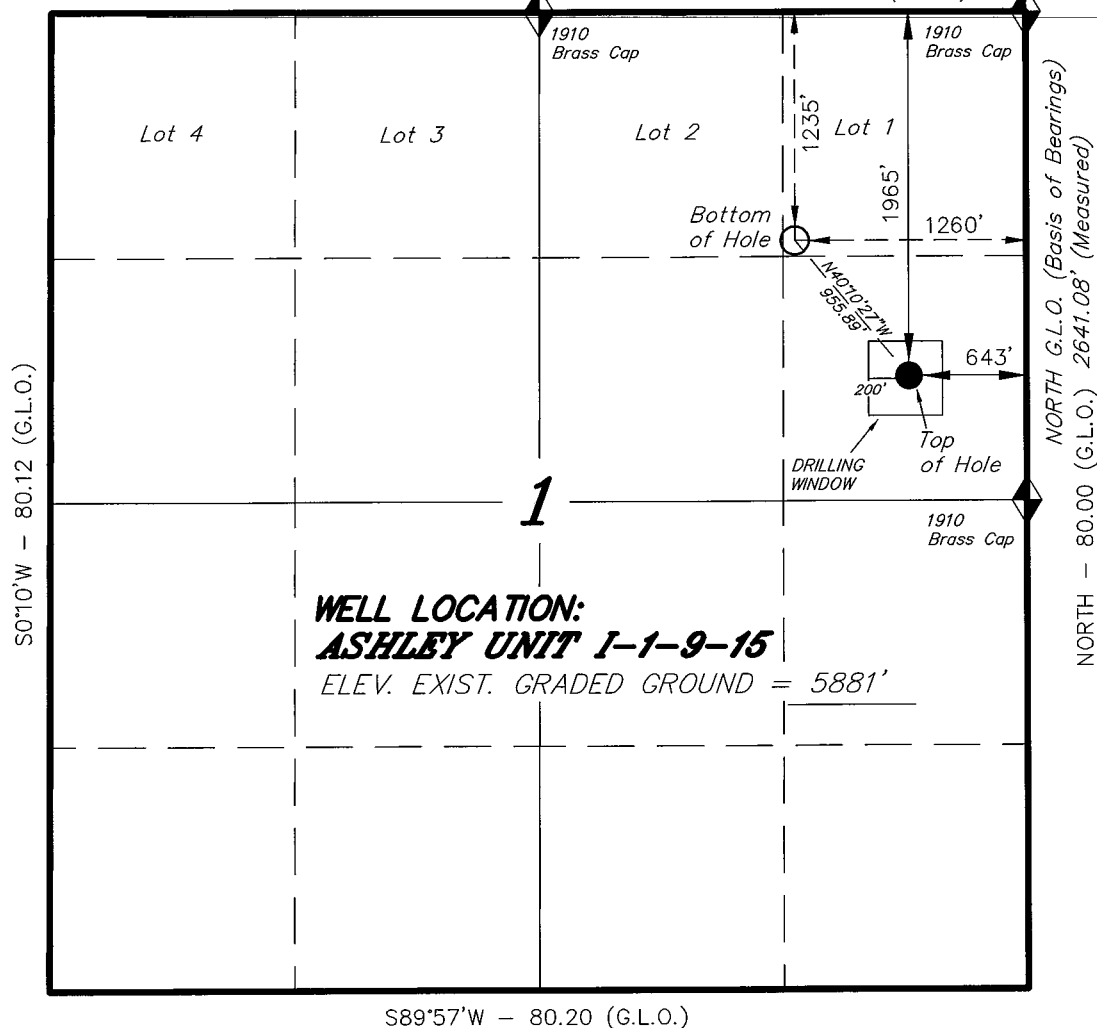 1910
Brass Cap
1910
Brass Cap
Lot 4
Lot 3
Lot 2
Lot 1
1235'
1965'
Bottom
of Hole
1260'
N40°10'27"W
955.89'
643'
200'
Top
of Hole
DRILLING
WINDOW
1
1910
Brass Cap
WELL LOCATION:
ASHLEY UNIT I-1-9-15
ELEV. EXIST. GRADED GROUND = 5881'
S0°10'W - 80.12 (G.L.O.)
NORTH G.L.O. (Basis of Bearings)
2641.08' (Measured)
NORTH - 80.00 (G.L.O.)
S89°57'W - 80.20 (G.L.O.)